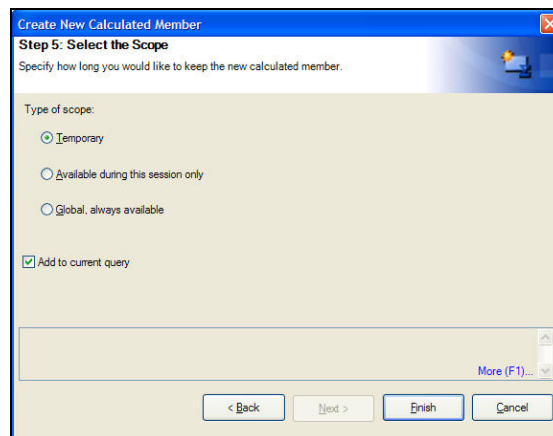 Create New Calculated Member
Step 5: Select the Scope
Specify how long you would like to keep the new calculated member.
Type of scope:
Temporary
Available during this session only
Global, always available
Add to current query
More (F1)...
< Back
Next >
Finish
Cancel